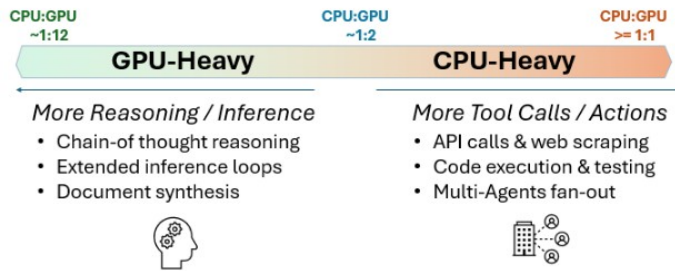 CPU:GPU
~1:12
CPU:GPU
~1:2
CPU:GPU
>= 1:1
GPU-Heavy
CPU-Heavy
More Reasoning / Inference
• Chain-of thought reasoning
• Extended inference loops
• Document synthesis
More Tool Calls / Actions
• API calls & web scraping
• Code execution & testing
• Multi-Agents fan-out